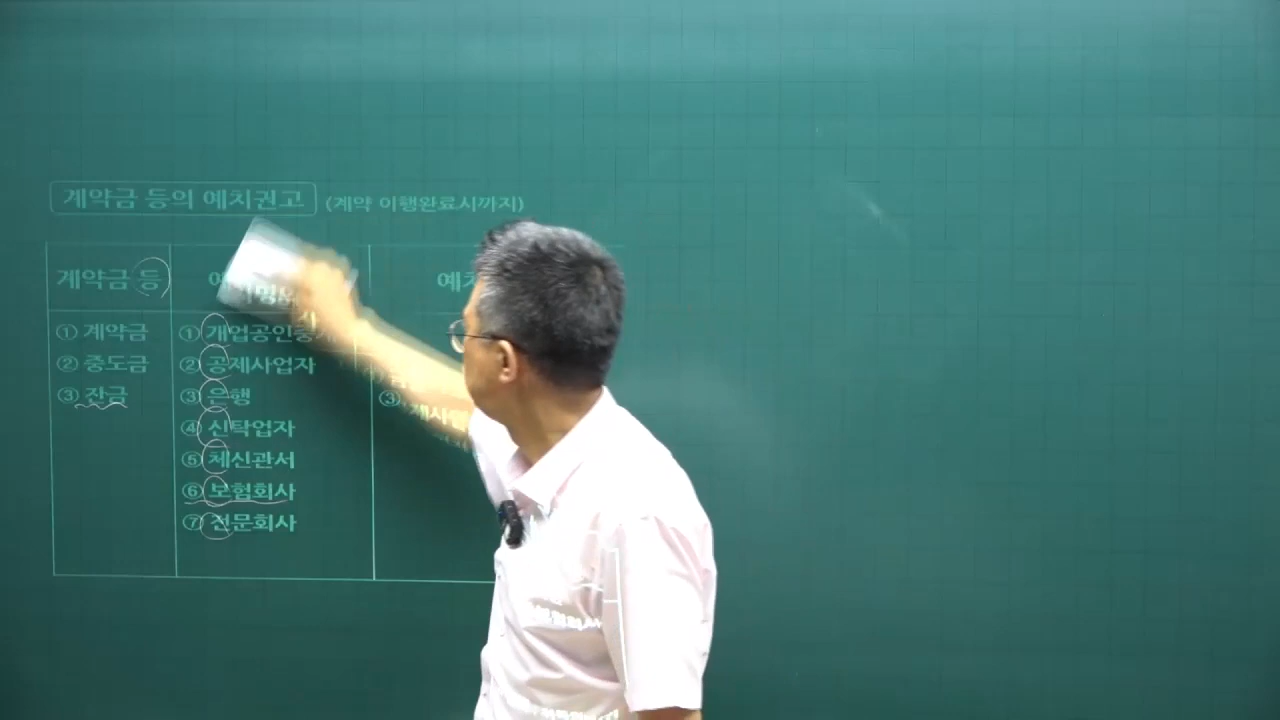 계약금 등의 예치권고 (계약 이행완료시까지)
계약금 등
① 계약금
② 중도금
③ 잔금
① 개업공인중
② 공제사업자
③ 은행
④ 신탁업자
⑤ 체신관서
⑥ 보험회사
⑦ 전문회사
예치
③